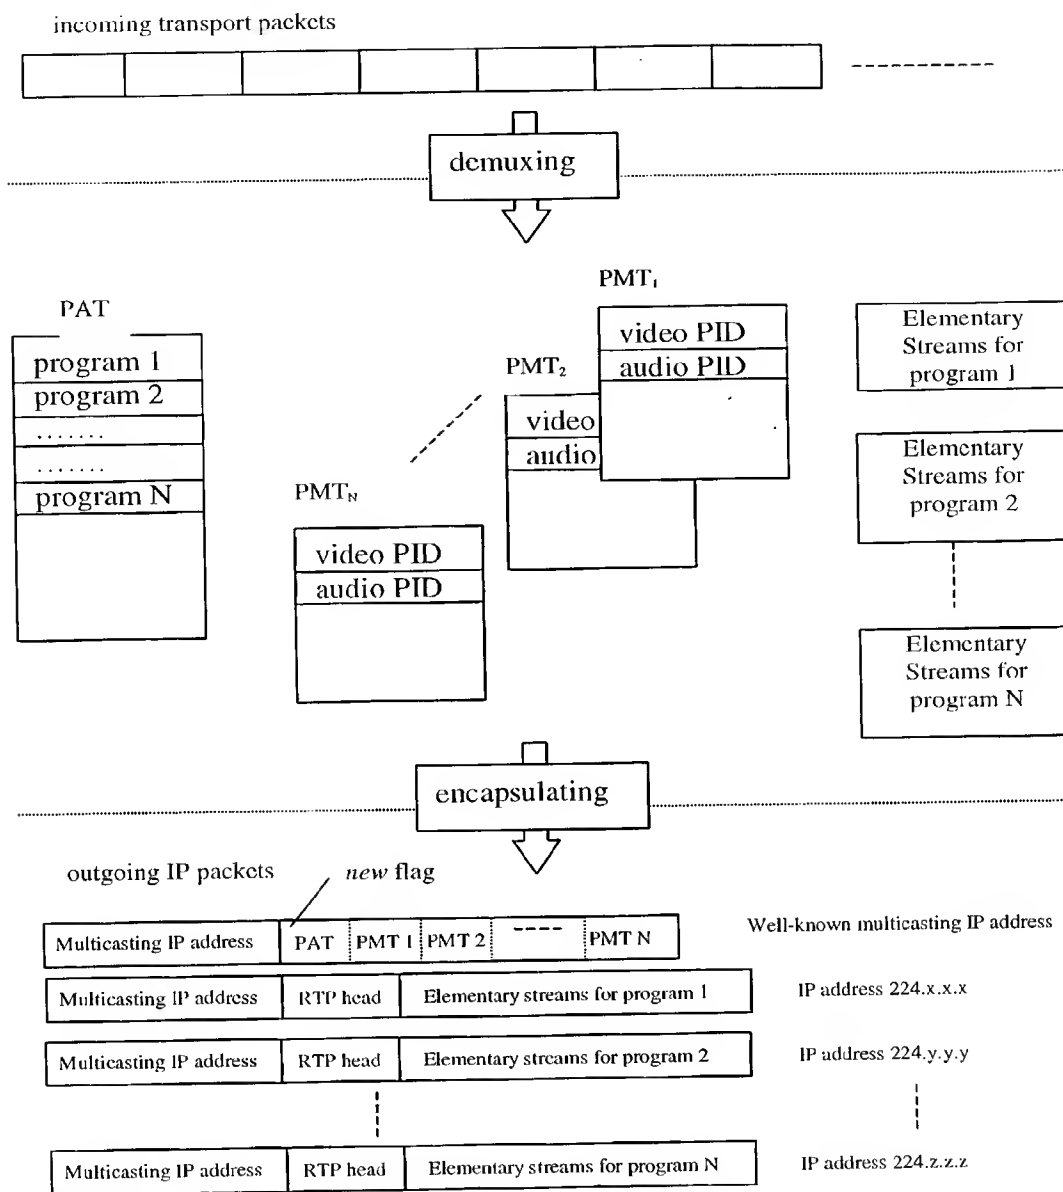 incoming transport packets
demuxing
PAT
program 1
program 2
.......
.......
program N
PMT₁
video PID
audio PID
PMT₂
video
audio
PMT_N
video PID
audio PID
Elementary
Streams for
program 1
Elementary
Streams for
program 2
Elementary
Streams for
program N
encapsulating
outgoing IP packets
new flag
Multicasting IP address PAT PMT 1 PMT 2 PMT N Well-known multicasting IP address
Multicasting IP address RTP head Elementary streams for program 1 IP address 224.x.x.x
Multicasting IP address RTP head Elementary streams for program 2 IP address 224.y.y.y
Multicasting IP address RTP head Elementary streams for program N IP address 224.z.z.z